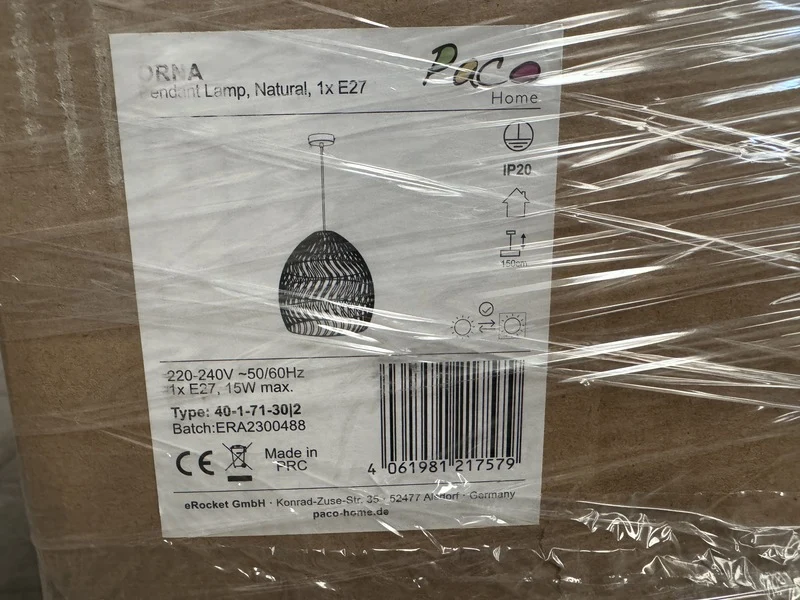 ORNA
Pendant Lamp, Natural, 1x E27
Paco
Home
IP20
150cm
220-240V ~50/60Hz
1x E27, 15W max.
Type: 40-1-71-30|2
Batch:ERA2300488
CE
Made in
PRC
4 061981 217579
eRocket GmbH · Konrad-Zuse-Str. 35 · 52477 Alsdorf · Germany
paco-home.de